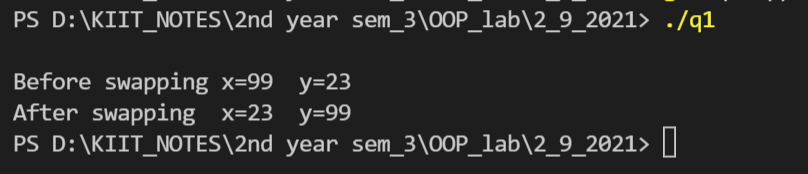 PS D:\KIIT_NOTES\2nd year sem_3\OOP_lab\2_9_2021> ./q1
Before swapping x=99  y=23
After swapping  x=23  y=99
PS D:\KIIT_NOTES\2nd year sem_3\OOP_lab\2_9_2021>